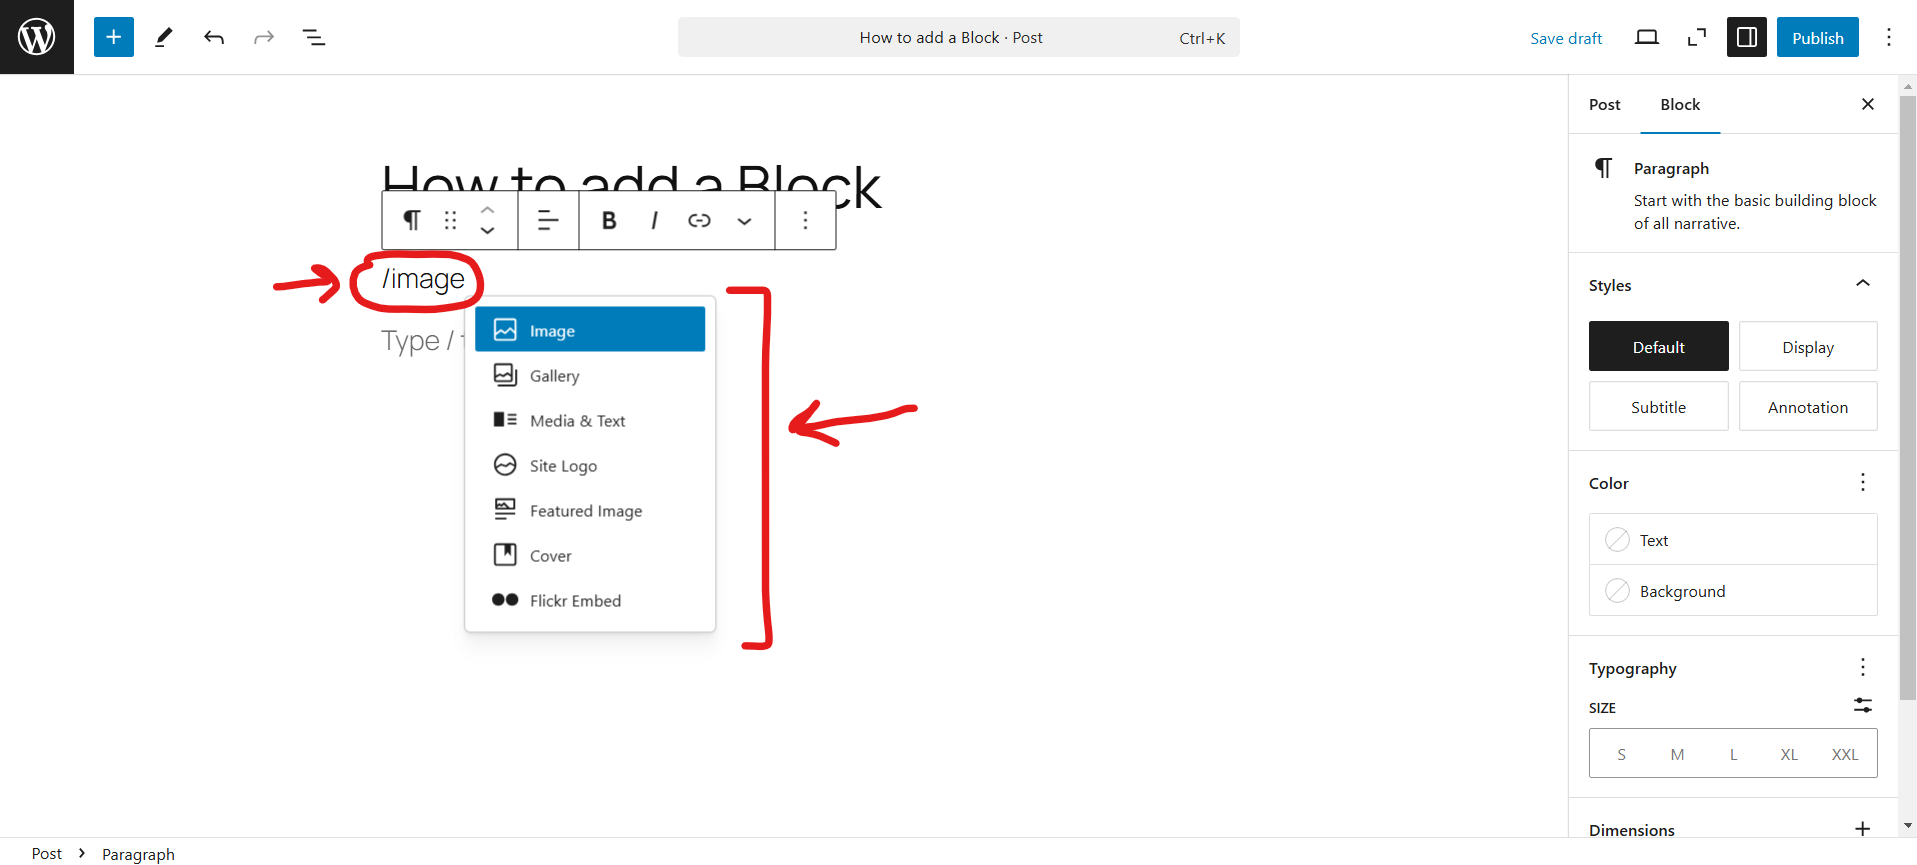 How to add a Block · Post
Ctrl+K
Save draft
Publish
How to add a Block
B I
/image
Type /
Image
Gallery
Media & Text
Site Logo
Featured Image
Cover
Flickr Embed
Post
Block
Paragraph
Start with the basic building block
of all narrative.
Styles
Default
Display
Subtitle
Annotation
Color
Text
Background
Typography
SIZE
S M L XL XXL
Dimensions
Post
Paragraph